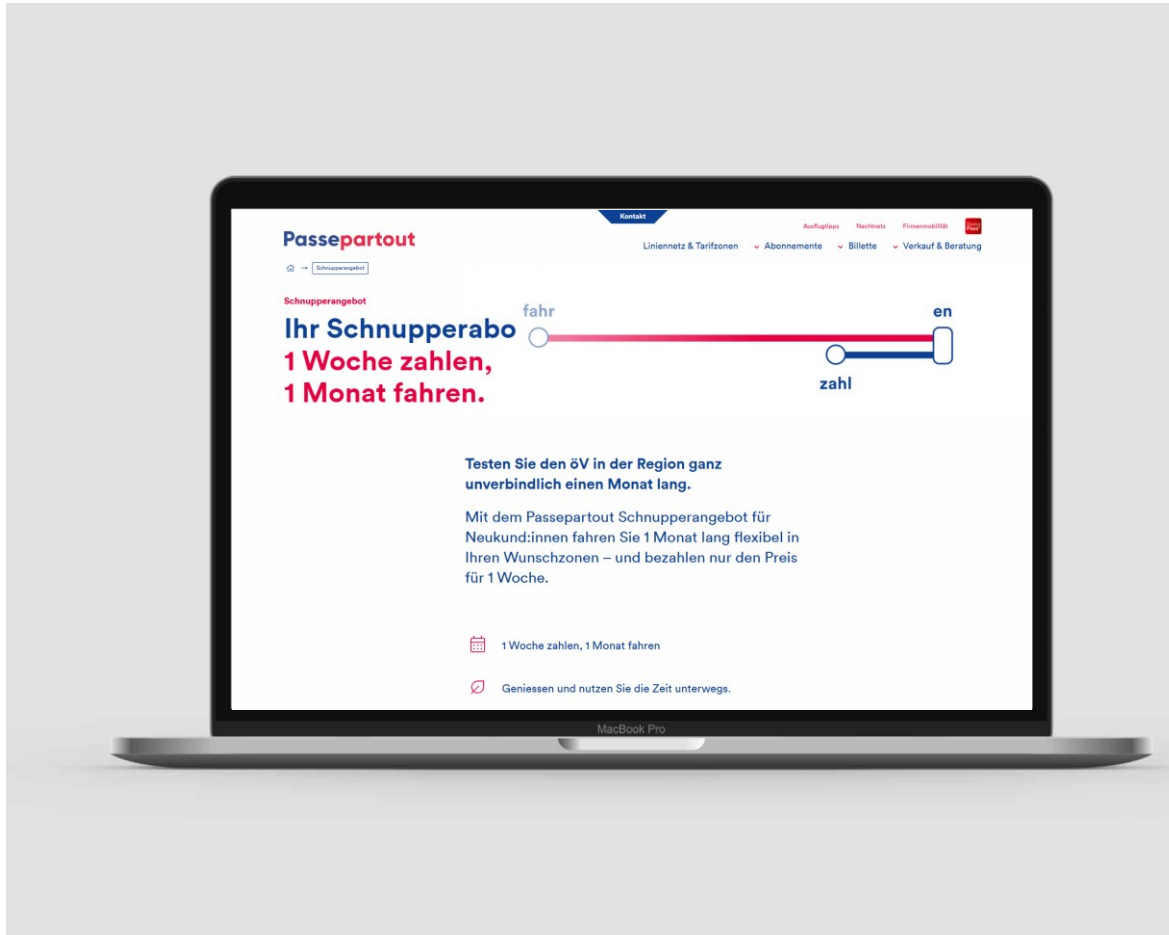 Kontakt
Passepartout
Ausflugtipps Nachtnetz Firmenmobilität Swiss Pass
Liniennetz & Tarifzonen Abonnemente Billette Verkauf & Beratung
Schnupperangebot
Schnupperangebot
Ihr Schnupperabo
1 Woche zahlen,
1 Monat fahren.
fahr
en
zahl
Testen Sie den öV in der Region ganz
unverbindlich einen Monat lang.
Mit dem Passepartout Schnupperangebot für
Neukund:innen fahren Sie 1 Monat lang flexibel in
Ihren Wunschzonen – und bezahlen nur den Preis
für 1 Woche.
1 Woche zahlen, 1 Monat fahren
Geniessen und nutzen Sie die Zeit unterwegs.
MacBook Pro